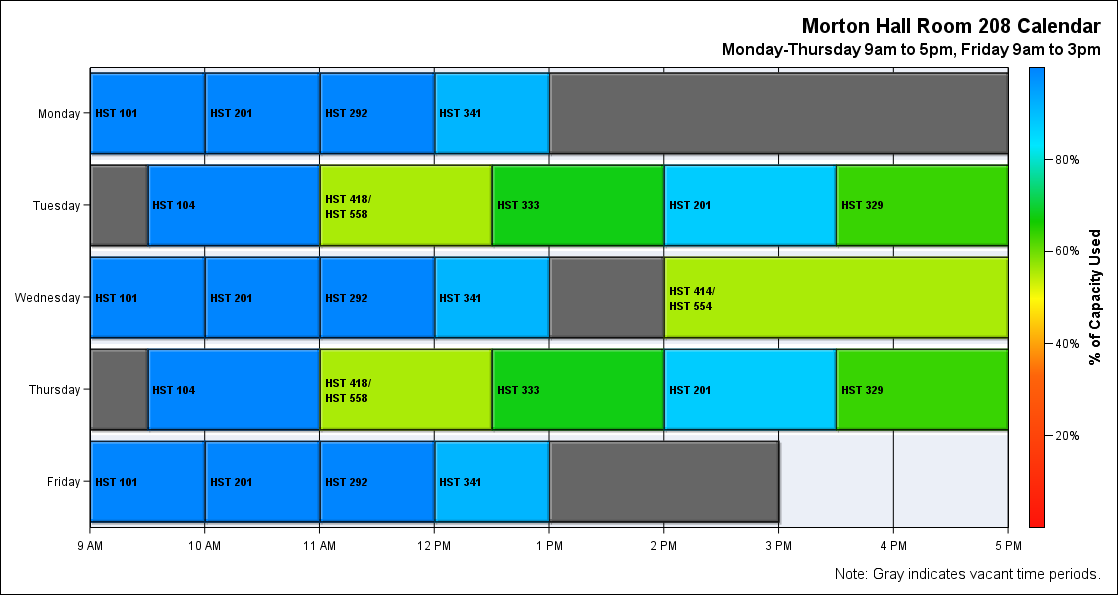 Morton Hall Room 208 Calendar
Monday-Thursday 9am to 5pm, Friday 9am to 3pm
Monday
HST 101
HST 201
HST 292
HST 341
Tuesday
HST 104
HST 418/
HST 558
HST 333
HST 201
HST 329
Wednesday
HST 101
HST 201
HST 292
HST 341
HST 414/
HST 554
Thursday
HST 104
HST 418/
HST 558
HST 333
HST 201
HST 329
Friday
HST 101
HST 201
HST 292
HST 341
9 AM
10 AM
11 AM
12 PM
1 PM
2 PM
3 PM
4 PM
5 PM
80%
60%
40%
20%
% of Capacity Used
Note: Gray indicates vacant time periods.